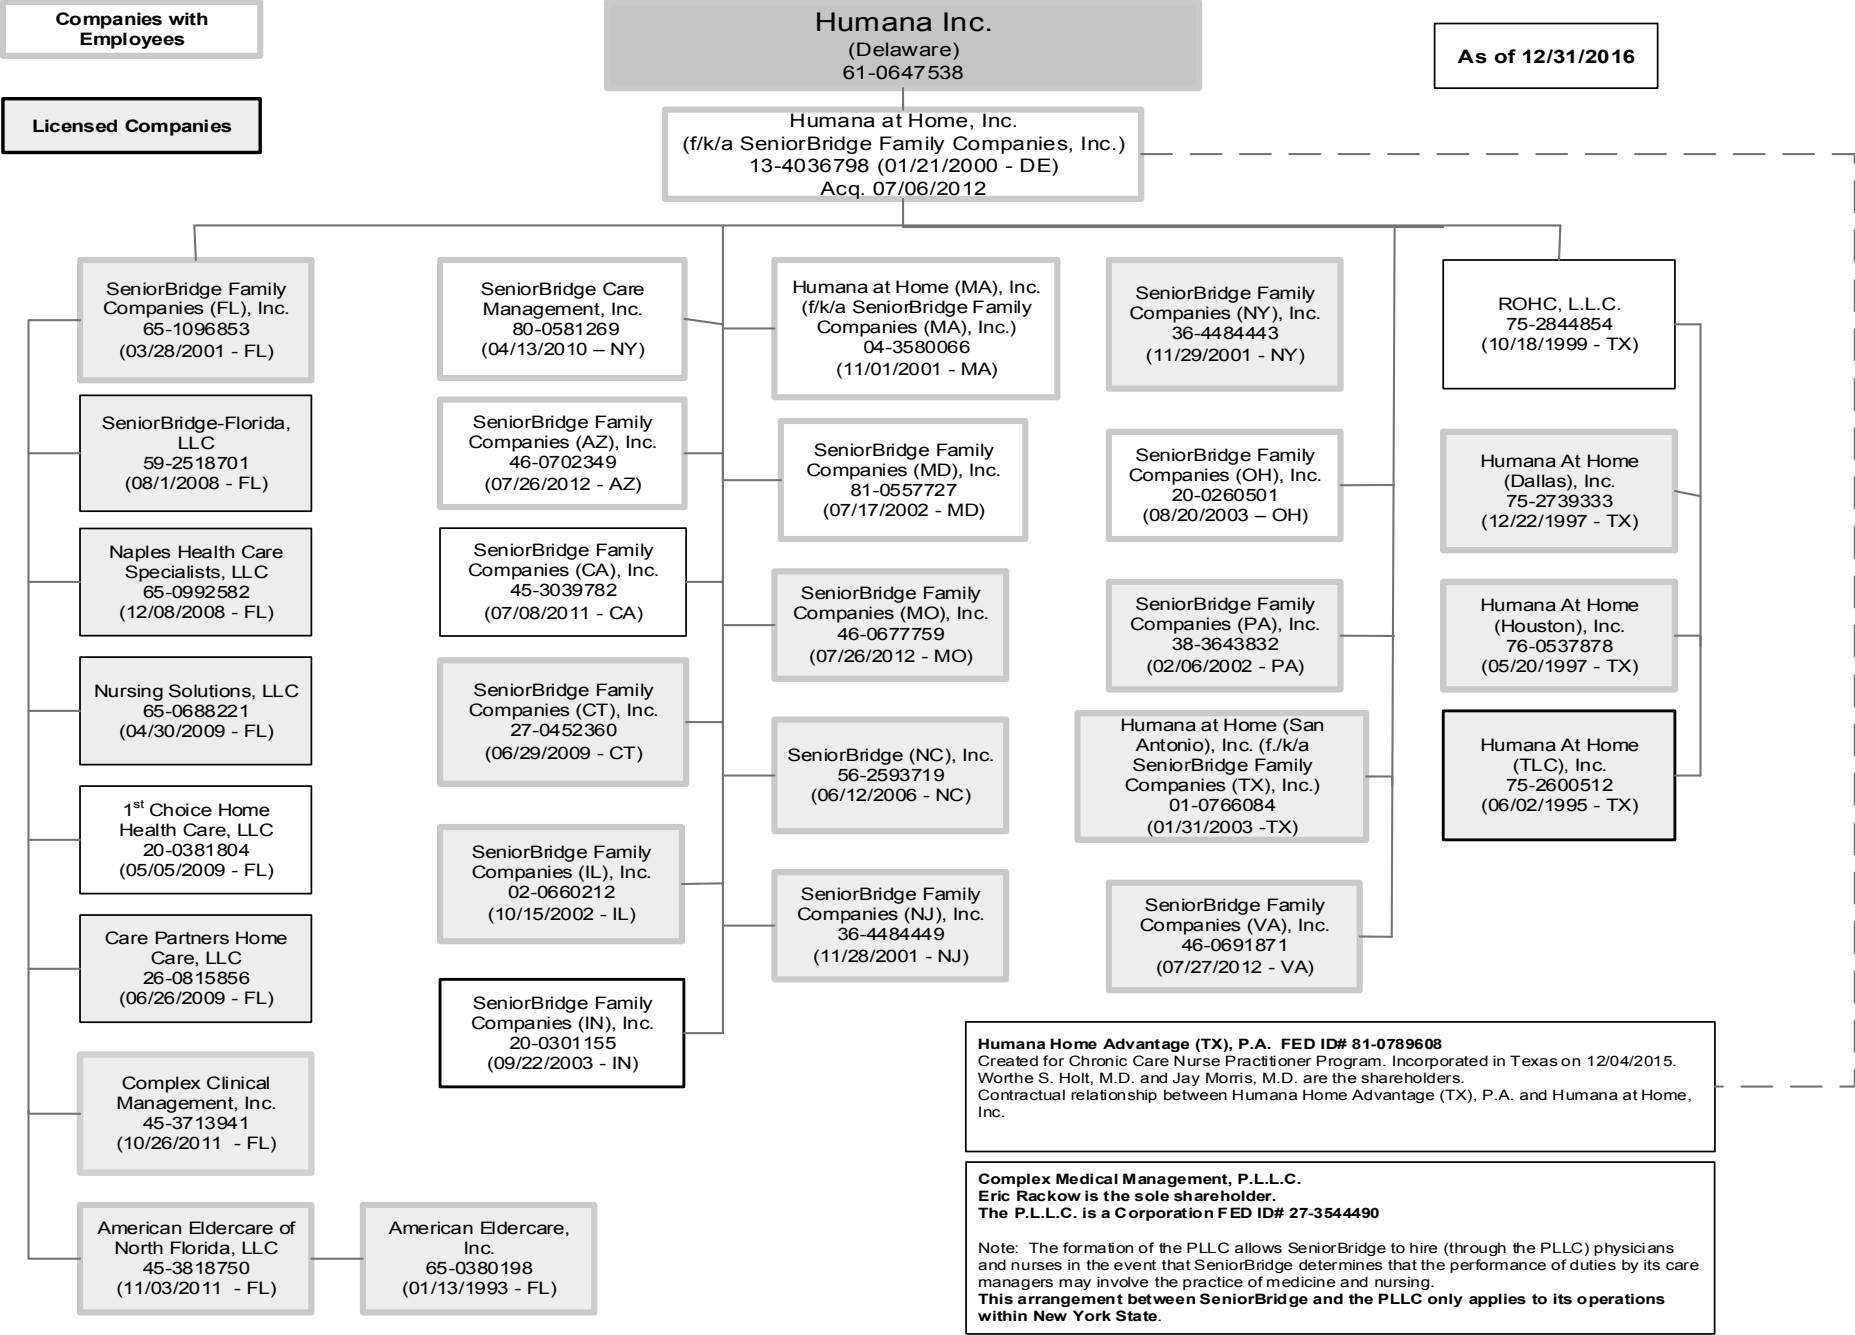 Companies with
Employees
Licensed Companies
Humana Inc.
(Delaware)
61-0647538
As of 12/31/2016
Humana at Home, Inc.
(f/k/a SeniorBridge Family Companies, Inc.)
13-4036798 (01/21/2000 - DE)
Acq. 07/06/2012
SeniorBridge Family
Companies (FL), Inc.
65-1096853
(03/28/2001 - FL)
SeniorBridge-Florida,
LLC
59-2518701
(08/1/2008 - FL)
Naples Health Care
Specialists, LLC
65-0992582
(12/08/2008 - FL)
Nursing Solutions, LLC
65-0688221
(04/30/2009 - FL)
1st Choice Home
Health Care, LLC
20-0381804
(05/05/2009 - FL)
Care Partners Home
Care, LLC
26-0815856
(06/26/2009 - FL)
Complex Clinical
Management, Inc.
45-3713941
(10/26/2011 - FL)
American Eldercare of
North Florida, LLC
45-3818750
(11/03/2011 - FL)
American Eldercare,
Inc.
65-0380198
(01/13/1993 - FL)
SeniorBridge Care
Management, Inc.
80-0581269
(04/13/2010 – NY)
SeniorBridge Family
Companies (AZ), Inc.
46-0702349
(07/26/2012 - AZ)
SeniorBridge Family
Companies (CA), Inc.
45-3039782
(07/08/2011 - CA)
SeniorBridge Family
Companies (CT), Inc.
27-0452360
(06/29/2009 - CT)
SeniorBridge Family
Companies (IL), Inc.
02-0660212
(10/15/2002 - IL)
SeniorBridge Family
Companies (IN), Inc.
20-0301155
(09/22/2003 - IN)
Humana at Home (MA), Inc.
(f/k/a SeniorBridge Family
Companies (MA), Inc.)
04-3580066
(11/01/2001 - MA)
SeniorBridge Family
Companies (MD), Inc.
81-0557727
(07/17/2002 - MD)
SeniorBridge Family
Companies (MO), Inc.
46-0677759
(07/26/2012 - MO)
SeniorBridge (NC), Inc.
56-2593719
(06/12/2006 - NC)
SeniorBridge Family
Companies (NJ), Inc.
36-4484449
(11/28/2001 - NJ)
SeniorBridge Family
Companies (NY), Inc.
36-4484443
(11/29/2001 - NY)
SeniorBridge Family
Companies (OH), Inc.
20-0260501
(08/20/2003 – OH)
SeniorBridge Family
Companies (PA), Inc.
38-3643832
(02/06/2002 - PA)
Humana at Home (San
Antonio), Inc. (f./k/a
SeniorBridge Family
Companies (TX), Inc.)
01-0766084
(01/31/2003 -TX)
SeniorBridge Family
Companies (VA), Inc.
46-0691871
(07/27/2012 - VA)
ROHC, L.L.C.
75-2844854
(10/18/1999 - TX)
Humana At Home
(Dallas), Inc.
75-2739333
(12/22/1997 - TX)
Humana At Home
(Houston), Inc.
76-0537878
(05/20/1997 - TX)
Humana At Home
(TLC), Inc.
75-2600512
(06/02/1995 - TX)
Humana Home Advantage (TX), P.A. FED ID# 81-0789608
Created for Chronic Care Nurse Practitioner Program. Incorporated in Texas on 12/04/2015.
Worthe S. Holt, M.D. and Jay Morris, M.D. are the shareholders.
Contractual relationship between Humana Home Advantage (TX), P.A. and Humana at Home,
Inc.
Complex Medical Management, P.L.L.C.
Eric Rackow is the sole shareholder.
The P.L.L.C. is a Corporation FED ID# 27-3544490
Note: The formation of the PLLC allows SeniorBridge to hire (through the PLLC) physicians
and nurses in the event that SeniorBridge determines that the performance of duties by its care
managers may involve the practice of medicine and nursing.
This arrangement between SeniorBridge and the PLLC only applies to its operations
within New York State.